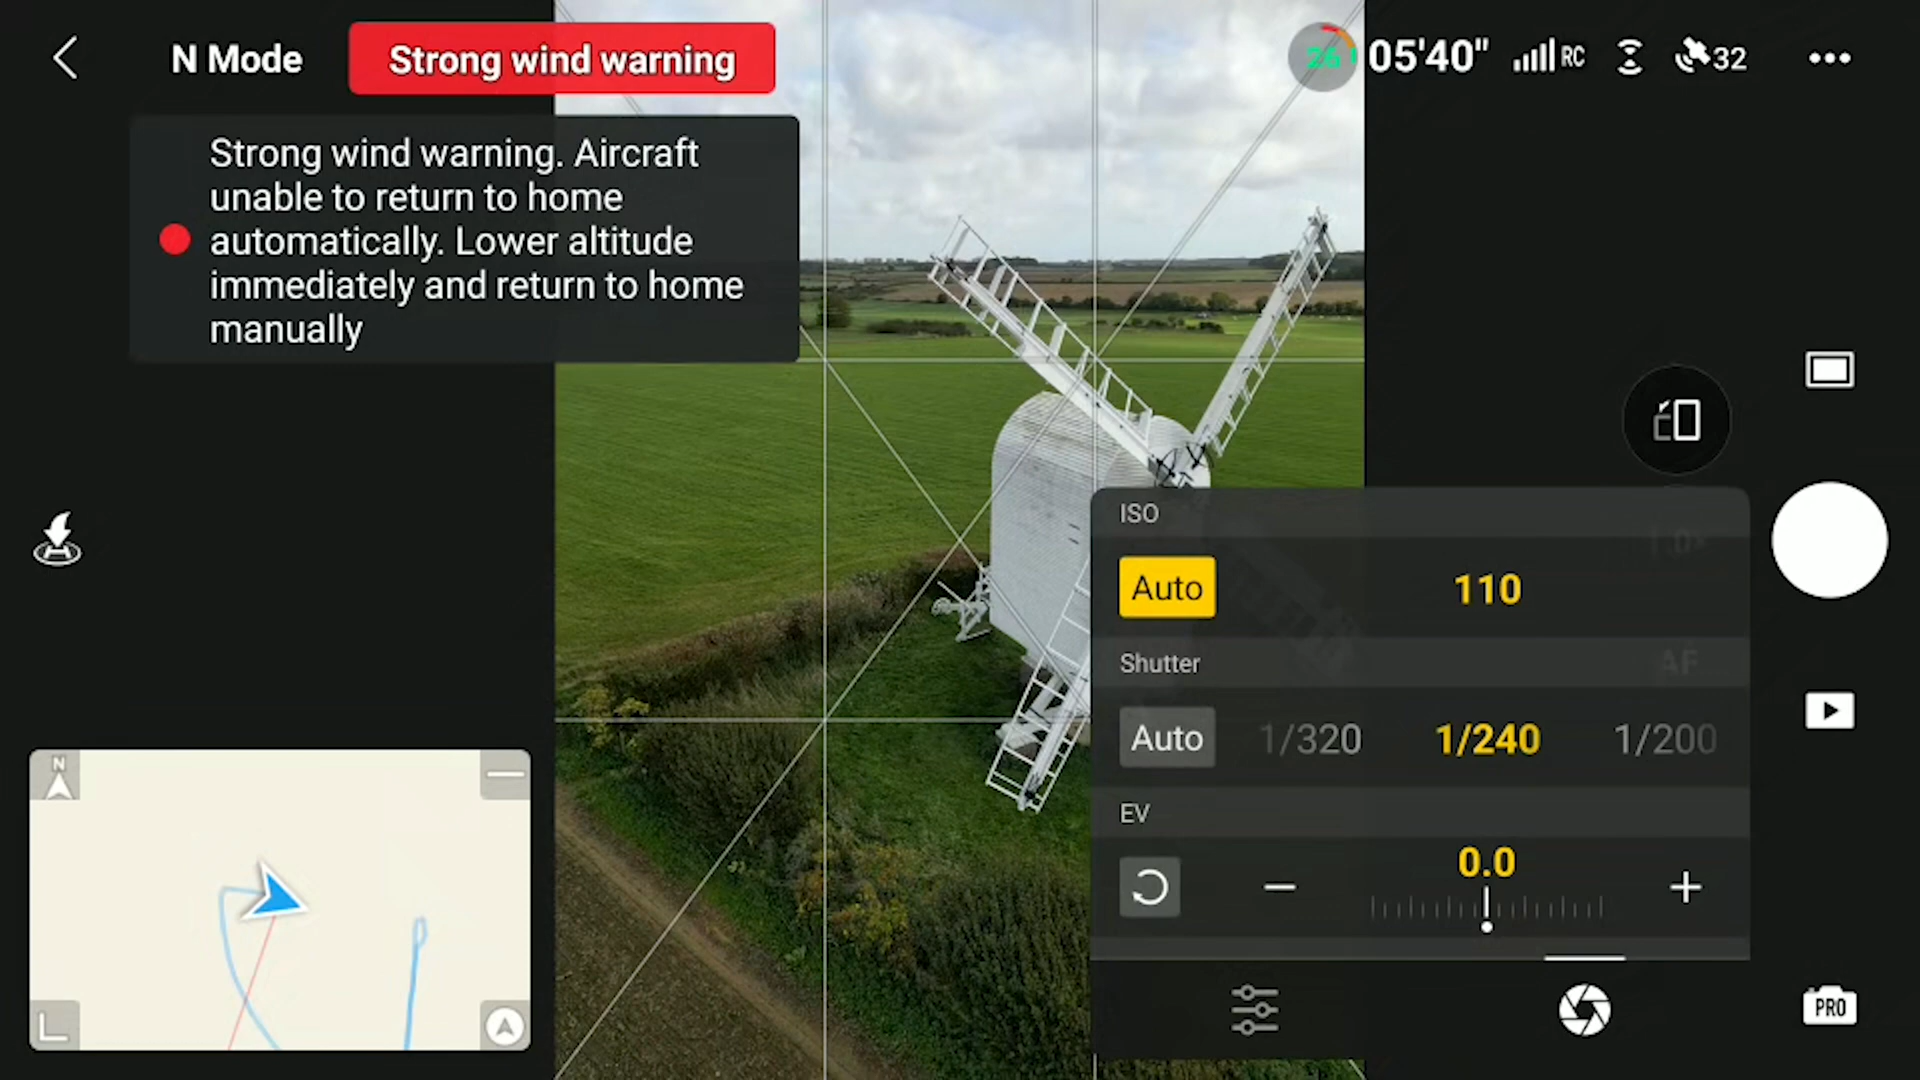 N Mode
Strong wind warning
26
05'40"
RC
32
Strong wind warning. Aircraft
unable to return to home
automatically. Lower altitude
immediately and return to home
manually
ISO
Auto
110
Shutter
AF
Auto
1/320
1/240
1/200
EV
0.0
N
PRO